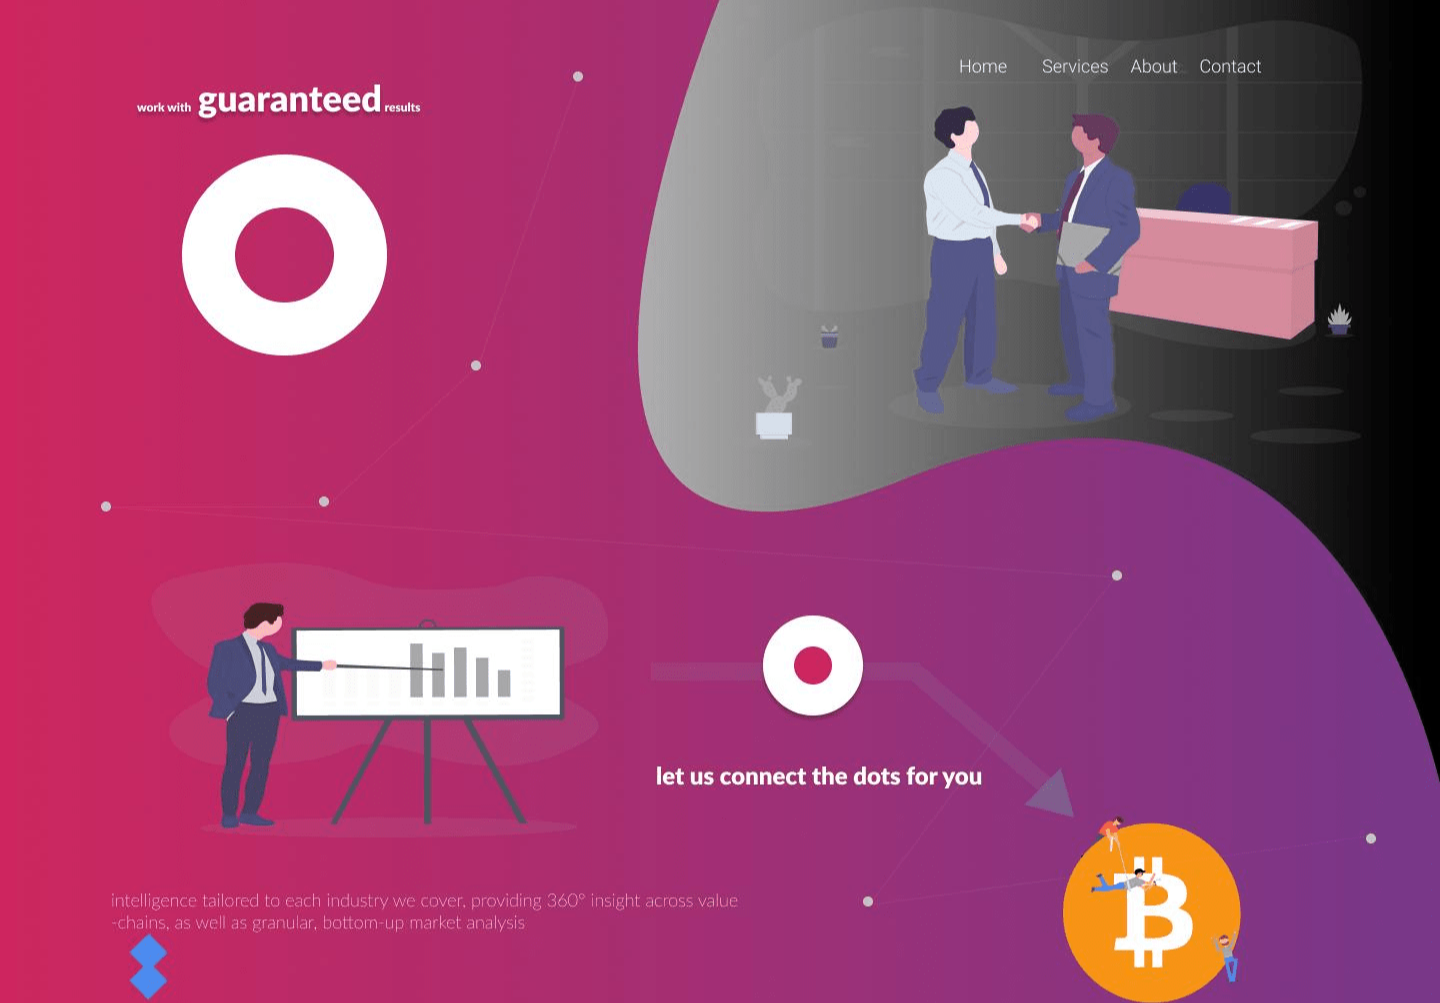 Home Services About Contact
work with guaranteed results
let us connect the dots for you
intelligence tailored to each industry we cover, providing 360° insight across value
-chains, as well as granular, bottom-up market analysis